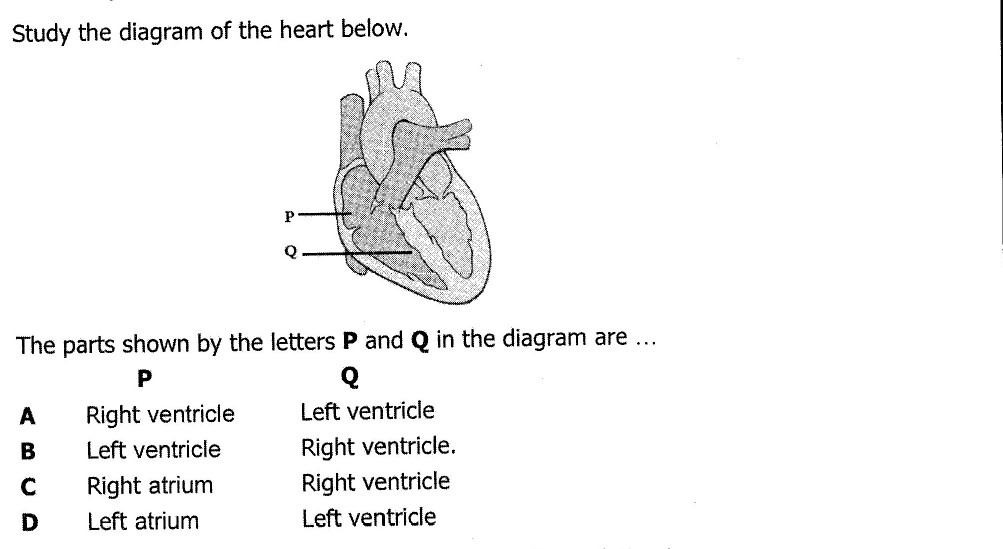 Study the diagram of the heart below.
P
Q
The parts shown by the letters P and Q in the diagram are ...
P Q
A Right ventricle Left ventricle
B Left ventricle Right ventricle.
C Right atrium Right ventricle
D Left atrium Left ventricle